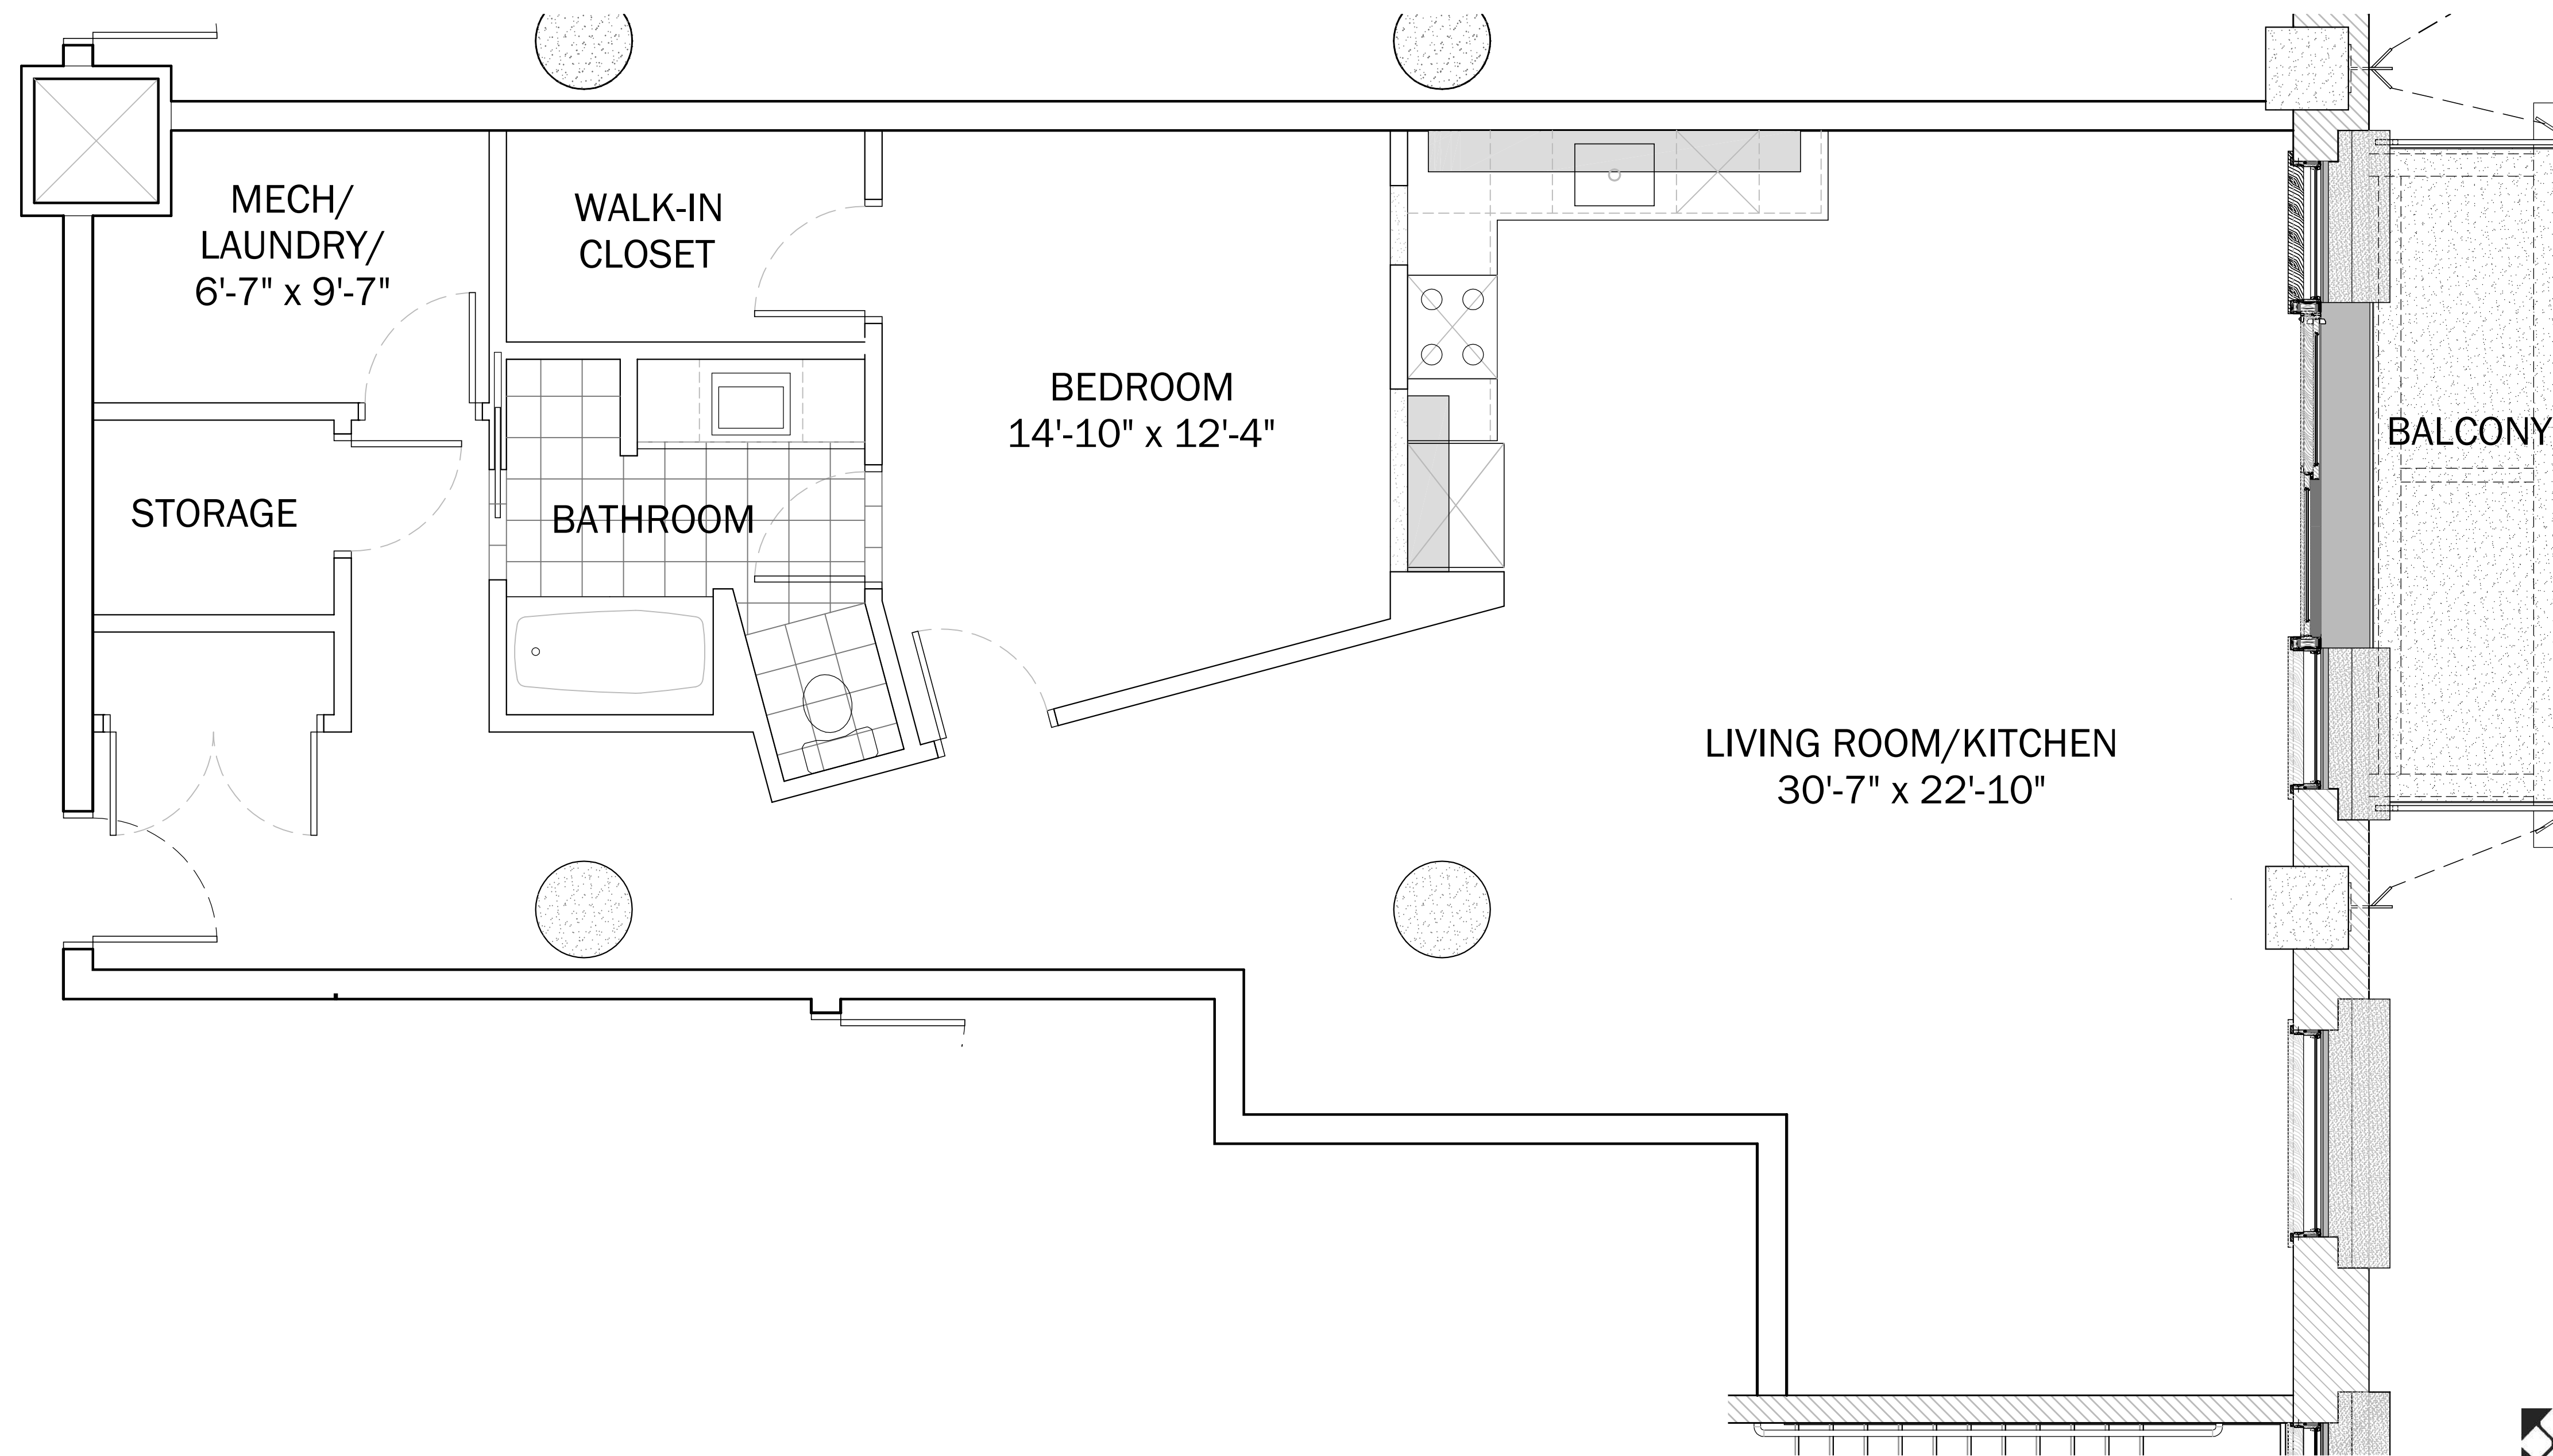 MECH/
LAUNDRY/
6'-7" x 9'-7"
WALK-IN
CLOSET
BEDROOM
14'-10" x 12'-4"
BALCONY
STORAGE
BATHROOM
LIVING ROOM/KITCHEN
30'-7" x 22'-10"